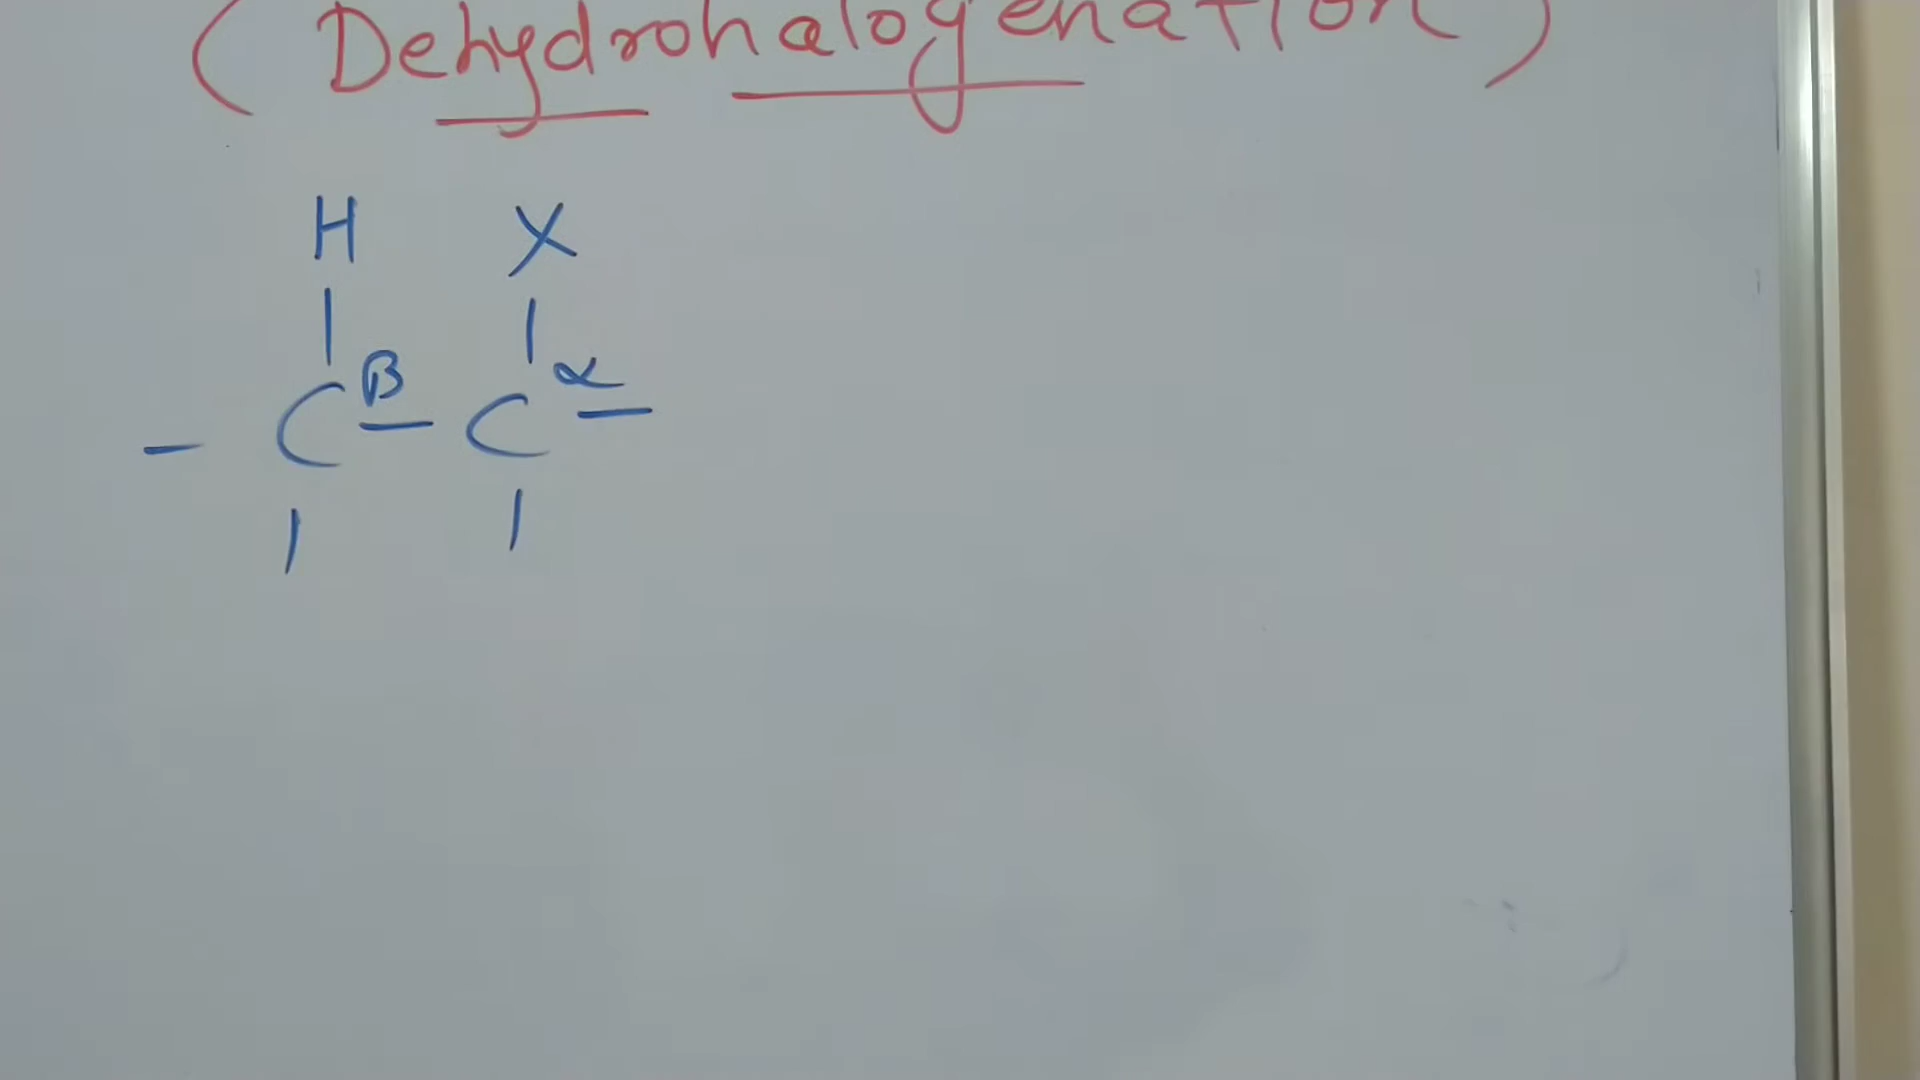 (Dehydrohalogenation)
H X
| |
- C β - C α -
| |